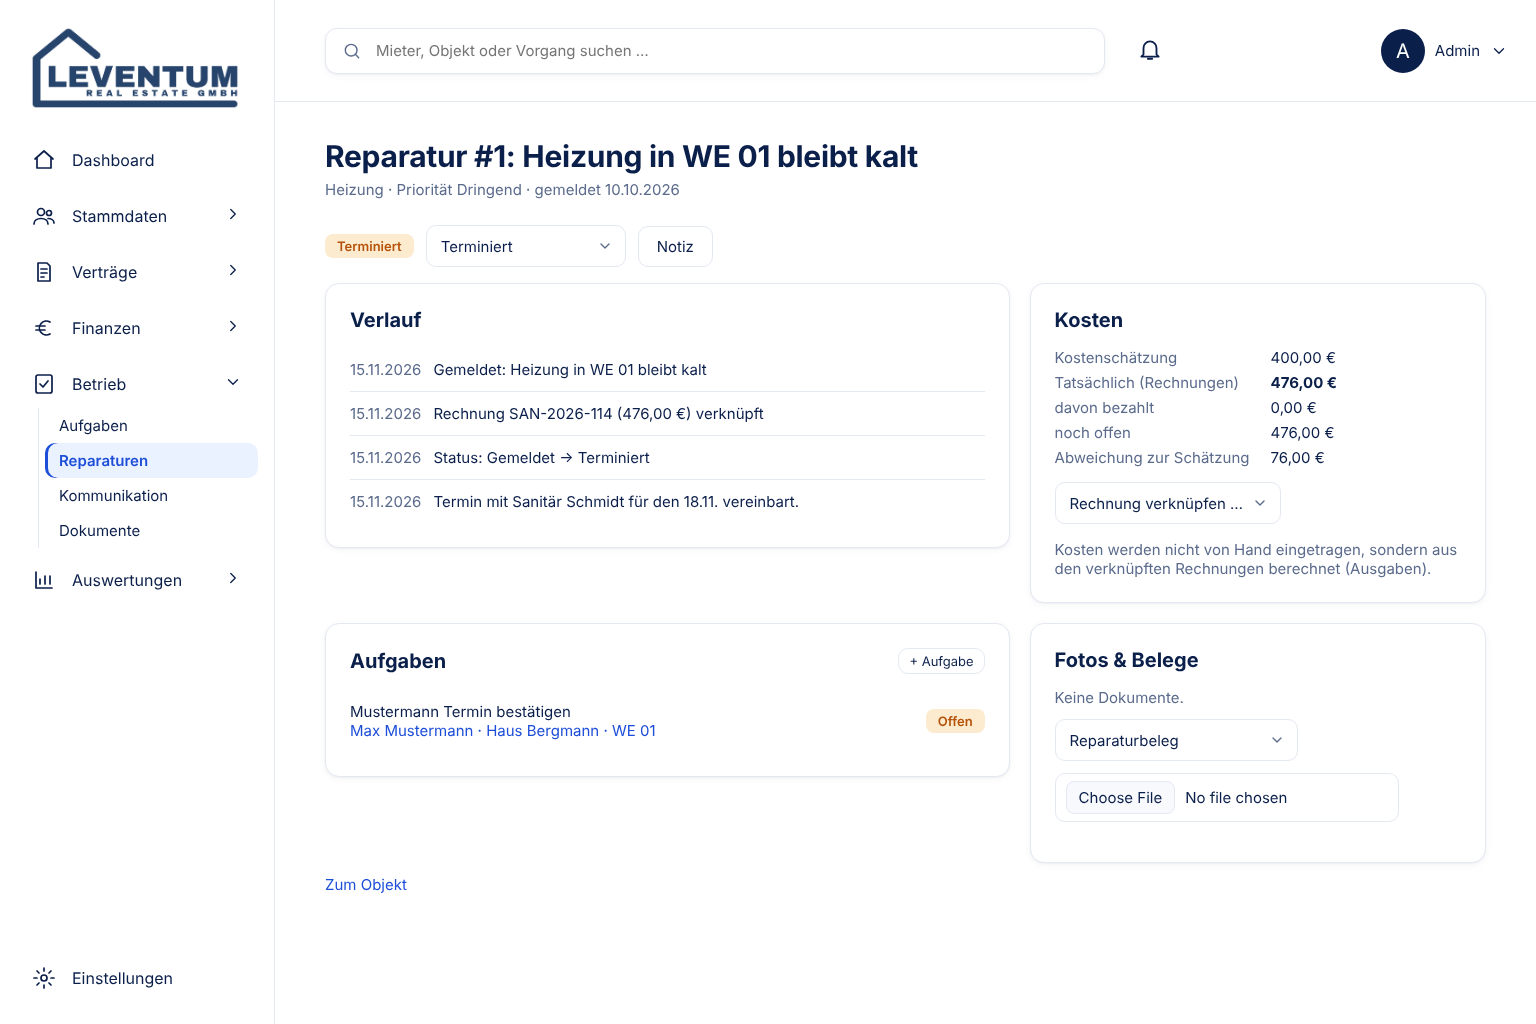 LEVENTUM
REAL ESTATE GMBH
Mieter, Objekt oder Vorgang suchen ...
A
Admin
Dashboard
Stammdaten
Verträge
Finanzen
Betrieb
Aufgaben
Reparaturen
Kommunikation
Dokumente
Auswertungen
Einstellungen
Reparatur #1: Heizung in WE 01 bleibt kalt
Heizung · Priorität Dringend · gemeldet 10.10.2026
Terminiert
Terminiert
Notiz
Verlauf
15.11.2026 Gemeldet: Heizung in WE 01 bleibt kalt
15.11.2026 Rechnung SAN-2026-114 (476,00 €) verknüpft
15.11.2026 Status: Gemeldet → Terminiert
15.11.2026 Termin mit Sanitär Schmidt für den 18.11. vereinbart.
Kosten
Kostenschätzung 400,00 €
Tatsächlich (Rechnungen) 476,00 €
davon bezahlt 0,00 €
noch offen 476,00 €
Abweichung zur Schätzung 76,00 €
Rechnung verknüpfen ...
Kosten werden nicht von Hand eingetragen, sondern aus
den verknüpften Rechnungen berechnet (Ausgaben).
Aufgaben
+ Aufgabe
Mustermann Termin bestätigen
Max Mustermann · Haus Bergmann · WE 01
Offen
Fotos & Belege
Keine Dokumente.
Reparaturbeleg
Choose File No file chosen
Zum Objekt